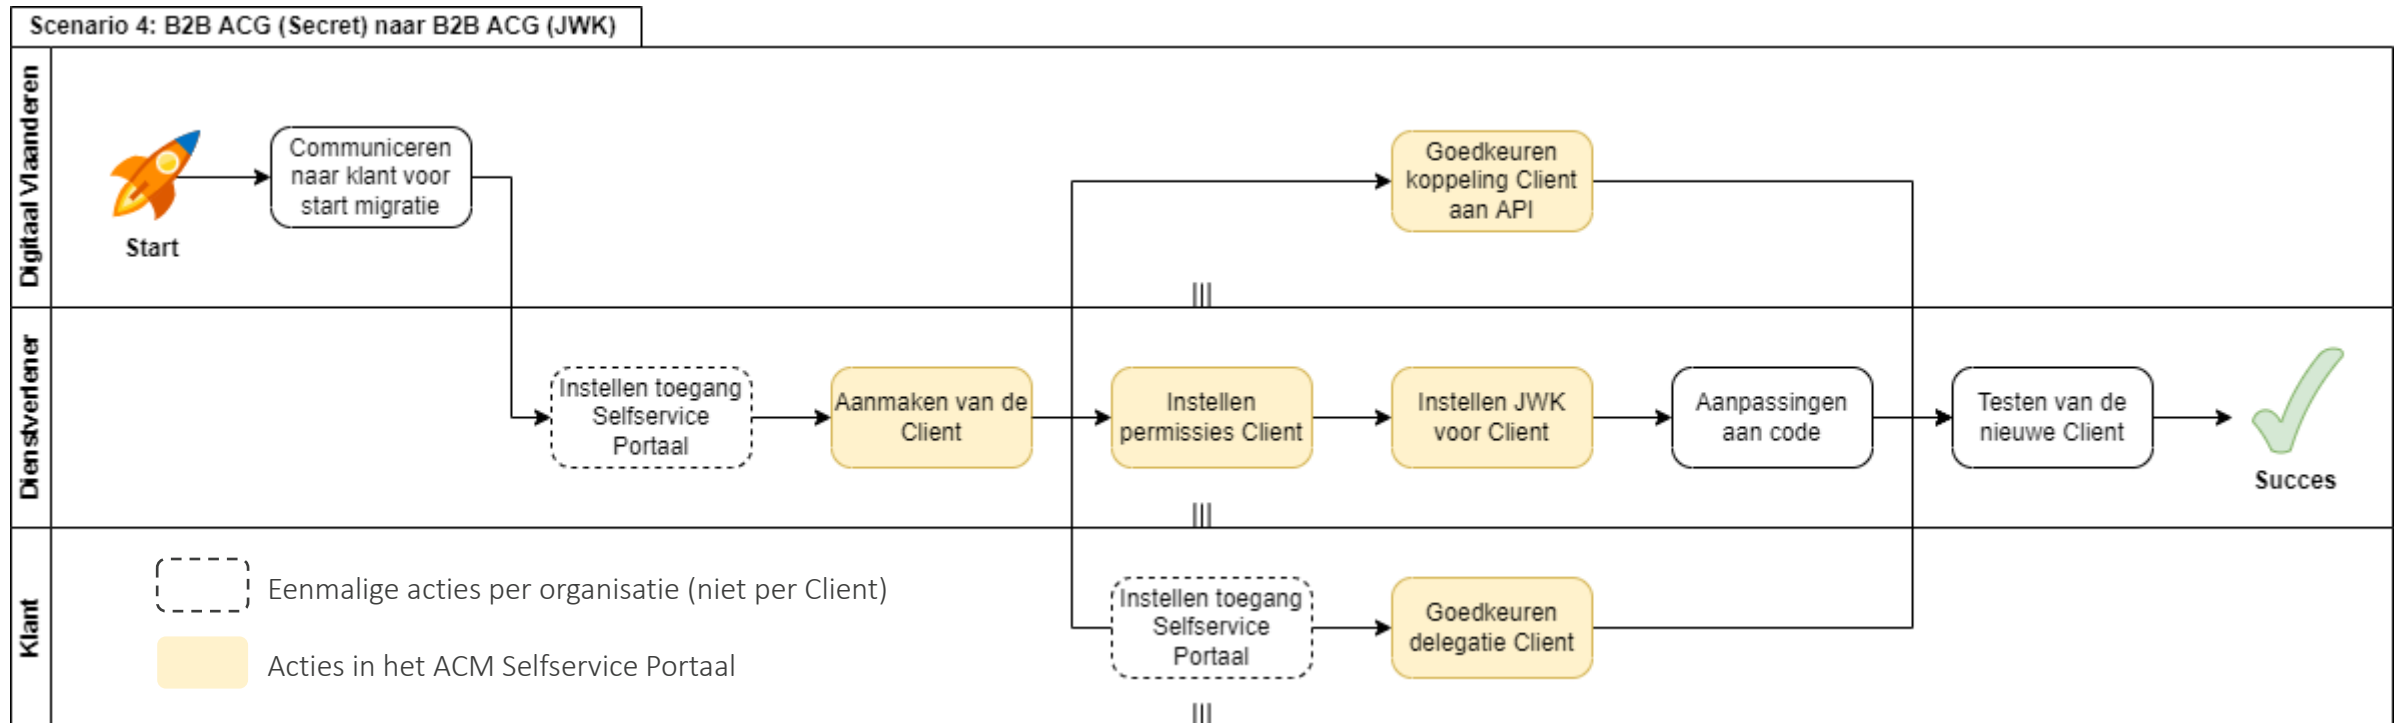 Scenario 4: B2B ACG (Secret) naar B2B ACG (JWK)
Digitaal Vlaanderen
Start
Communiceren
naar klant voor
start migratie
Goedkeuren
koppeling Client
aan API
Dienstverlener
Instellen toegang
Selfservice
Portaal
Aanmaken van de
Client
Instellen
permissies Client
Instellen JWK
voor Client
Aanpassingen
aan code
Testen van de
nieuwe Client
Succes
Klant
Instellen toegang
Selfservice
Portaal
Goedkeuren
delegatie Client
Eenmalige acties per organisatie (niet per Client)
Acties in het ACM Selfservice Portaal